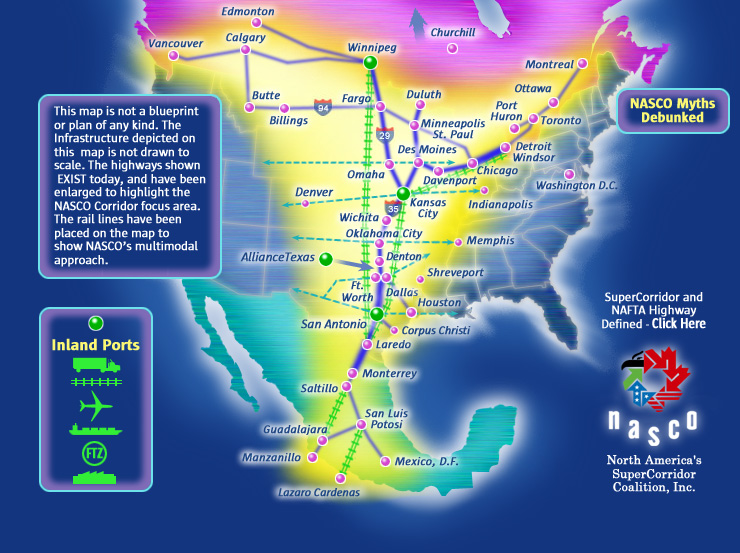 Edmonton
Vancouver
Calgary
Winnipeg
Churchill
Montreal
Ottawa
Port
Huron
Toronto
Butte
Billings
94
Fargo
Duluth
Minneapolis
St. Paul
29
Des Moines
Detroit
Windsor
Chicago
Davenport
Omaha
Washington D.C.
Denver
Kansas
City
Indianapolis
35
Wichita
Oklahoma City
Memphis
AllianceTexas
Denton
Shreveport
Ft.
Worth
Dallas
Houston
San Antonio
Corpus Christi
Laredo
Monterrey
Saltillo
San Luis
Potosi
Guadalajara
Manzanillo
Mexico, D.F.
Lazaro Cardenas
This map is not a blueprint
or plan of any kind. The
Infrastructure depicted on
this map is not drawn to
scale. The highways shown
EXIST today, and have been
enlarged to highlight the
NASCO Corridor focus area.
The rail lines have been
placed on the map to
show NASCO's multimodal
approach.
Inland Ports
FTZ
NASCO Myths
Debunked
SuperCorridor and
NAFTA Highway
Defined - Click Here
nasco
North America's
SuperCorridor
Coalition, Inc.